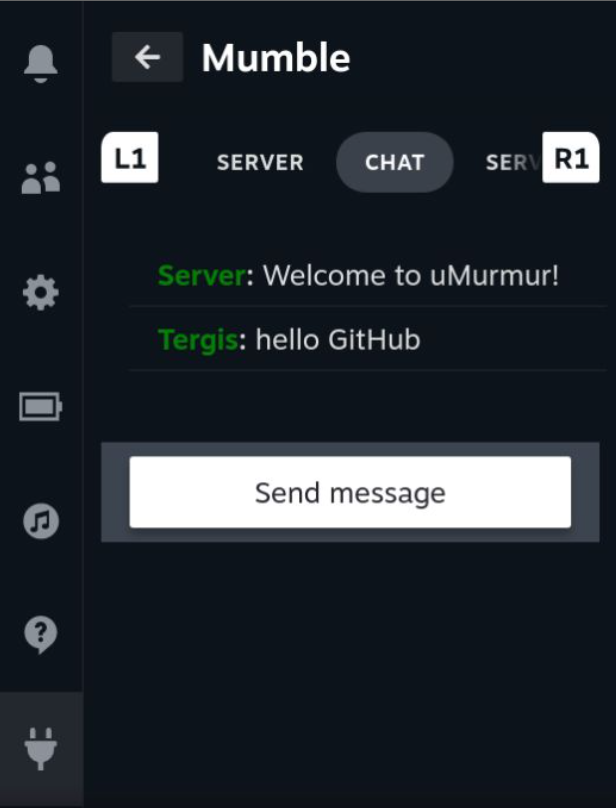 Mumble
L1 SERVER CHAT SERV R1
Server: Welcome to uMurmur!
Tergis: hello GitHub
Send message